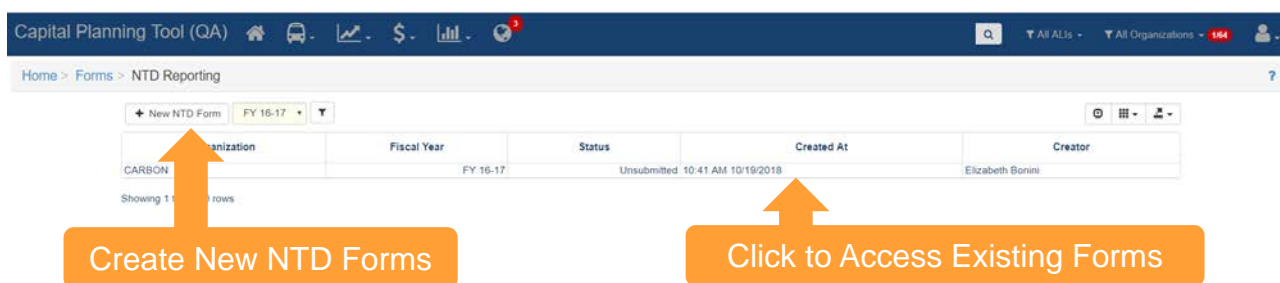 Capital Planning Tool (QA) 3 All ALIs All Organizations 1/64
Home > Forms > NTD Reporting ?
+ New NTD Form FY 16-17
Fiscal Year Status Created At Creator
CARBON FY 16-17 Unsubmitted 10:41 AM 10/19/2018 Elizabeth Bonini
Showing 1 rows
Create New NTD Forms Click to Access Existing Forms